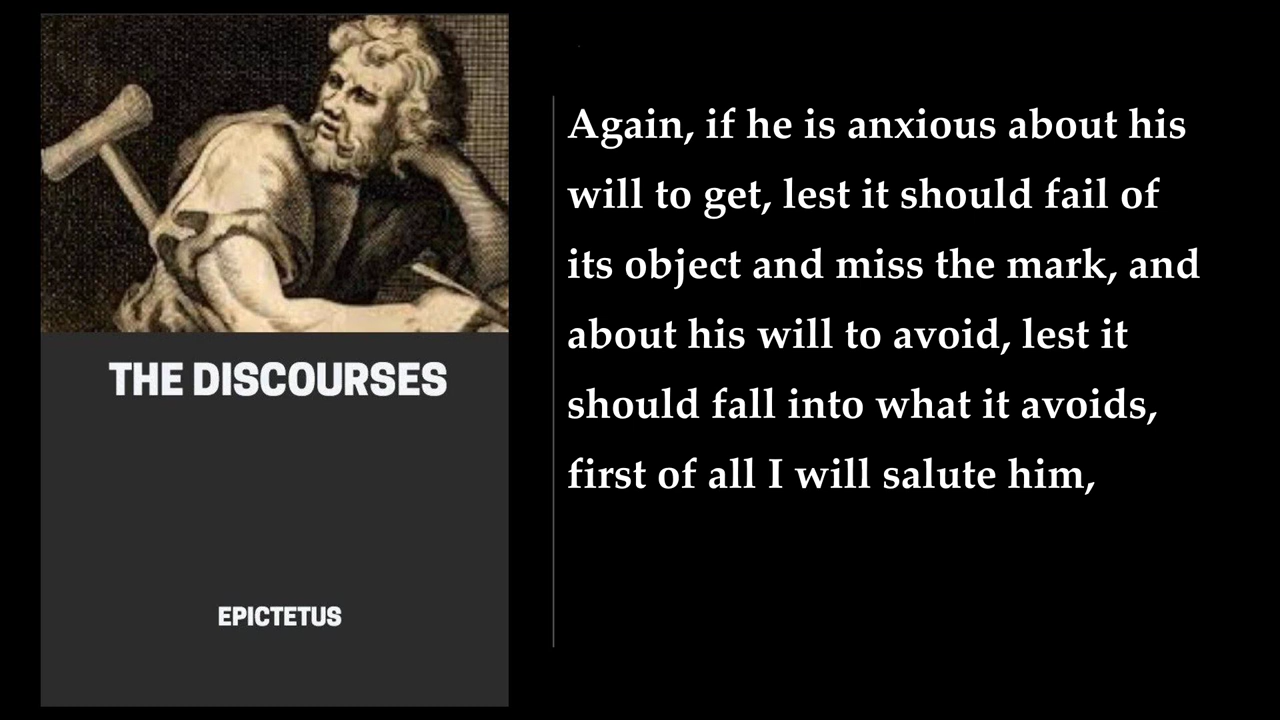 THE DISCOURSES
EPICTETUS
Again, if he is anxious about his
will to get, lest it should fail of
its object and miss the mark, and
about his will to avoid, lest it
should fall into what it avoids,
first of all I will salute him,